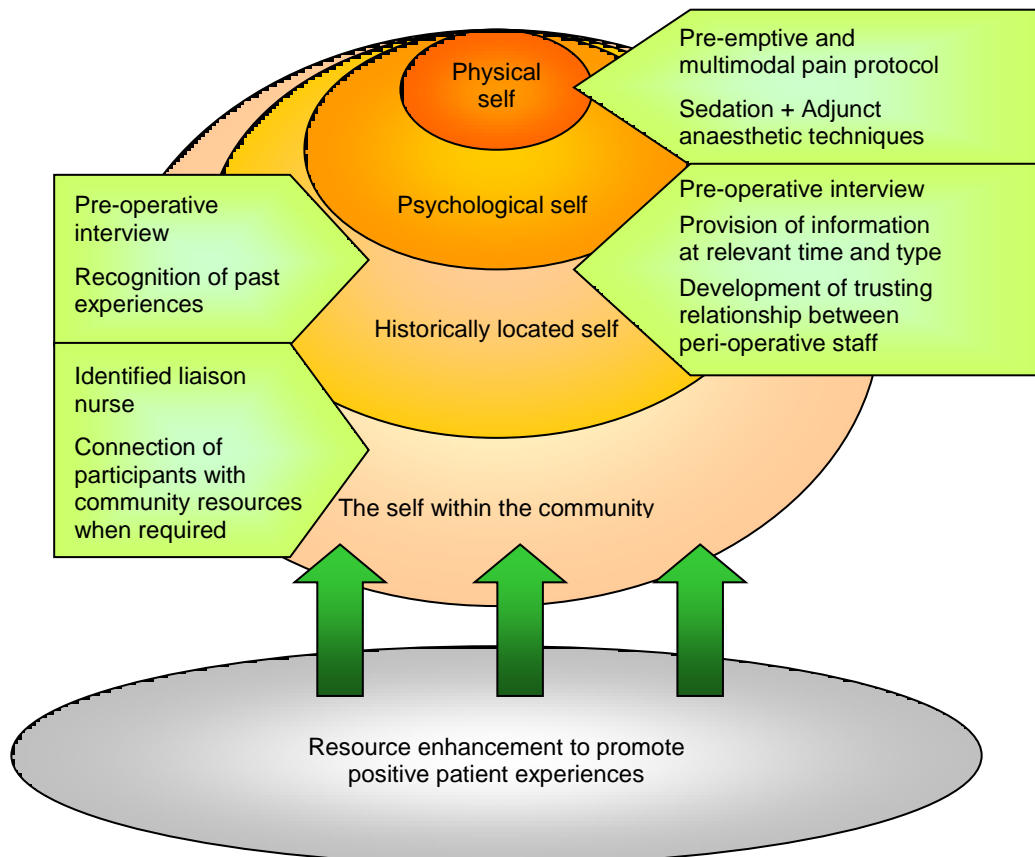 Physical
self
Pre-emptive and
multimodal pain protocol
Sedation + Adjunct
anaesthetic techniques
Psychological self
Pre-operative
interview
Recognition of past
experiences
Pre-operative interview
Provision of information
at relevant time and type
Development of trusting
relationship between
peri-operative staff
Historically located self
Identified liaison
nurse
Connection of
participants with
community resources
when required
The self within the community
Resource enhancement to promote
positive patient experiences